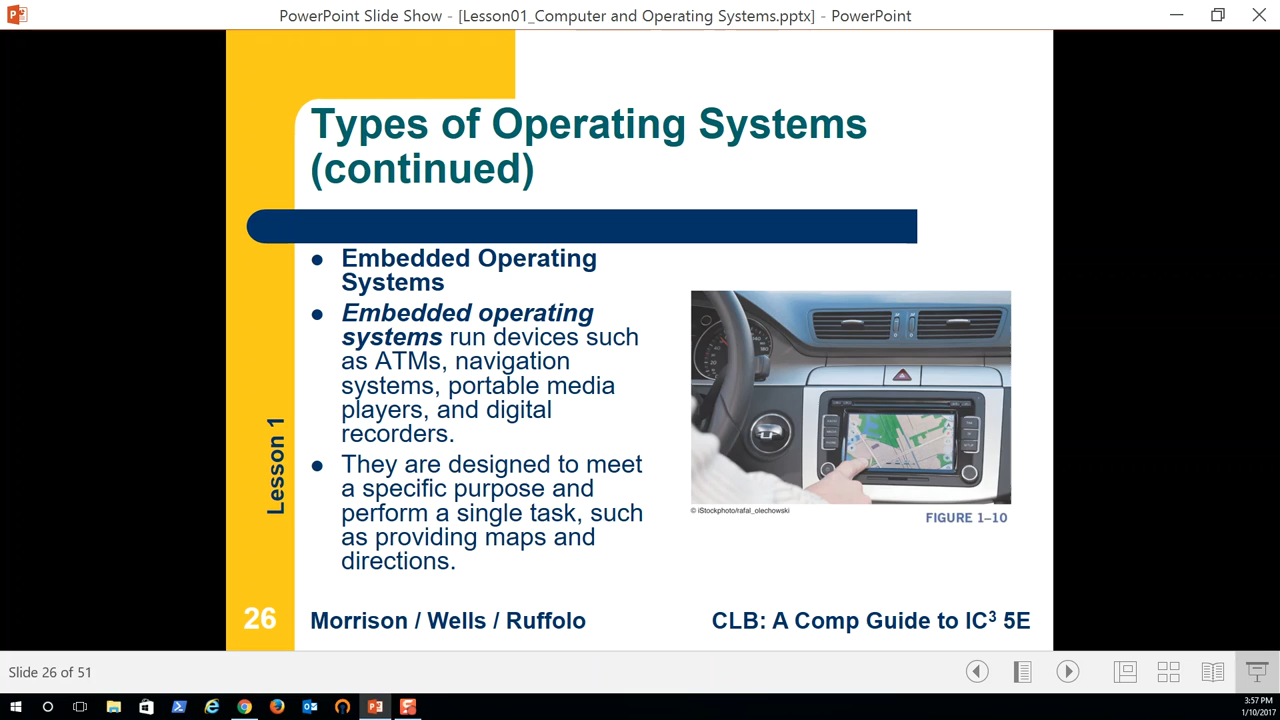 PowerPoint Slide Show - [Lesson01_Computer and Operating Systems.pptx] - PowerPoint
Types of Operating Systems
(continued)
Embedded Operating
Systems
Embedded operating
systems run devices such
as ATMs, navigation
systems, portable media
players, and digital
recorders.
They are designed to meet
a specific purpose and
perform a single task, such
as providing maps and
directions.
© iStockphoto/rafal_olechowski
FIGURE 1–10
Lesson 1
26
Morrison / Wells / Ruffolo
CLB: A Comp Guide to IC³ 5E
Slide 26 of 51
3:57 PM
1/10/2017